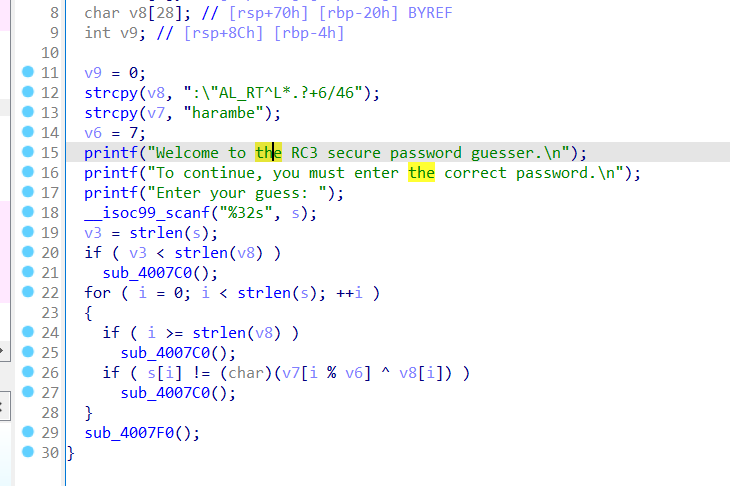 8 char v8[28]; // [rsp+70h] [rbp-20h] BYREF
9 int v9; // [rsp+8Ch] [rbp-4h]
10
11 v9 = 0;
12 strcpy(v8, ":\"AL_RT^L*.?+6/46");
13 strcpy(v7, "harambe");
14 v6 = 7;
15 printf("Welcome to the RC3 secure password guesser.\n");
16 printf("To continue, you must enter the correct password.\n");
17 printf("Enter your guess: ");
18 __isoc99_scanf("%32s", s);
19 v3 = strlen(s);
20 if ( v3 < strlen(v8) )
21 sub_4007C0();
22 for ( i = 0; i < strlen(s); ++i )
23 {
24 if ( i >= strlen(v8) )
25 sub_4007C0();
26 if ( s[i] != (char)(v7[i % v6] ^ v8[i]) )
27 sub_4007C0();
28 }
29 sub_4007F0();
30 }